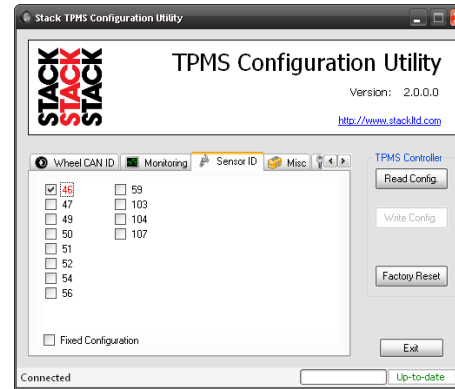 Stack TPMS Configuration Utility
STACK
STACK
STACK
TPMS Configuration Utility
Version: 2.0.0.0
http://www.stackltd.com
Wheel CAN ID
Monitoring
Sensor ID
Misc
46
47
49
50
51
52
54
56
59
103
104
107
Fixed Configuration
TPMS Controller
Read Config.
Write Config.
Factory Reset
Exit
Connected
Up-to-date